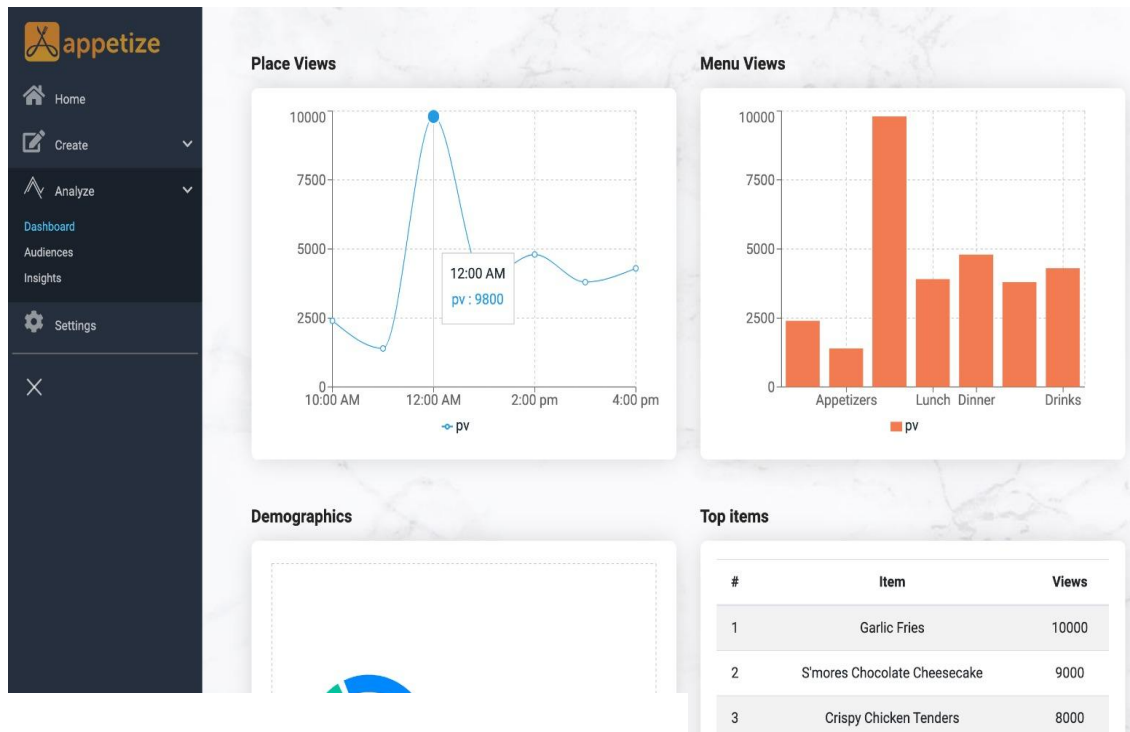 appetize
Home
Create
Analyze
Dashboard
Audiences
Insights
Settings
Place Views
10000
7500
5000
2500
0
10:00 AM
12:00 AM
2:00 pm
4:00 pm
12:00 AM
pv : 9800
pv
Menu Views
10000
7500
5000
2500
0
Appetizers
Lunch
Dinner
Drinks
pv
Demographics
Top items
# Item Views
1 Garlic Fries 10000
2 S'mores Chocolate Cheesecake 9000
3 Crispy Chicken Tenders 8000